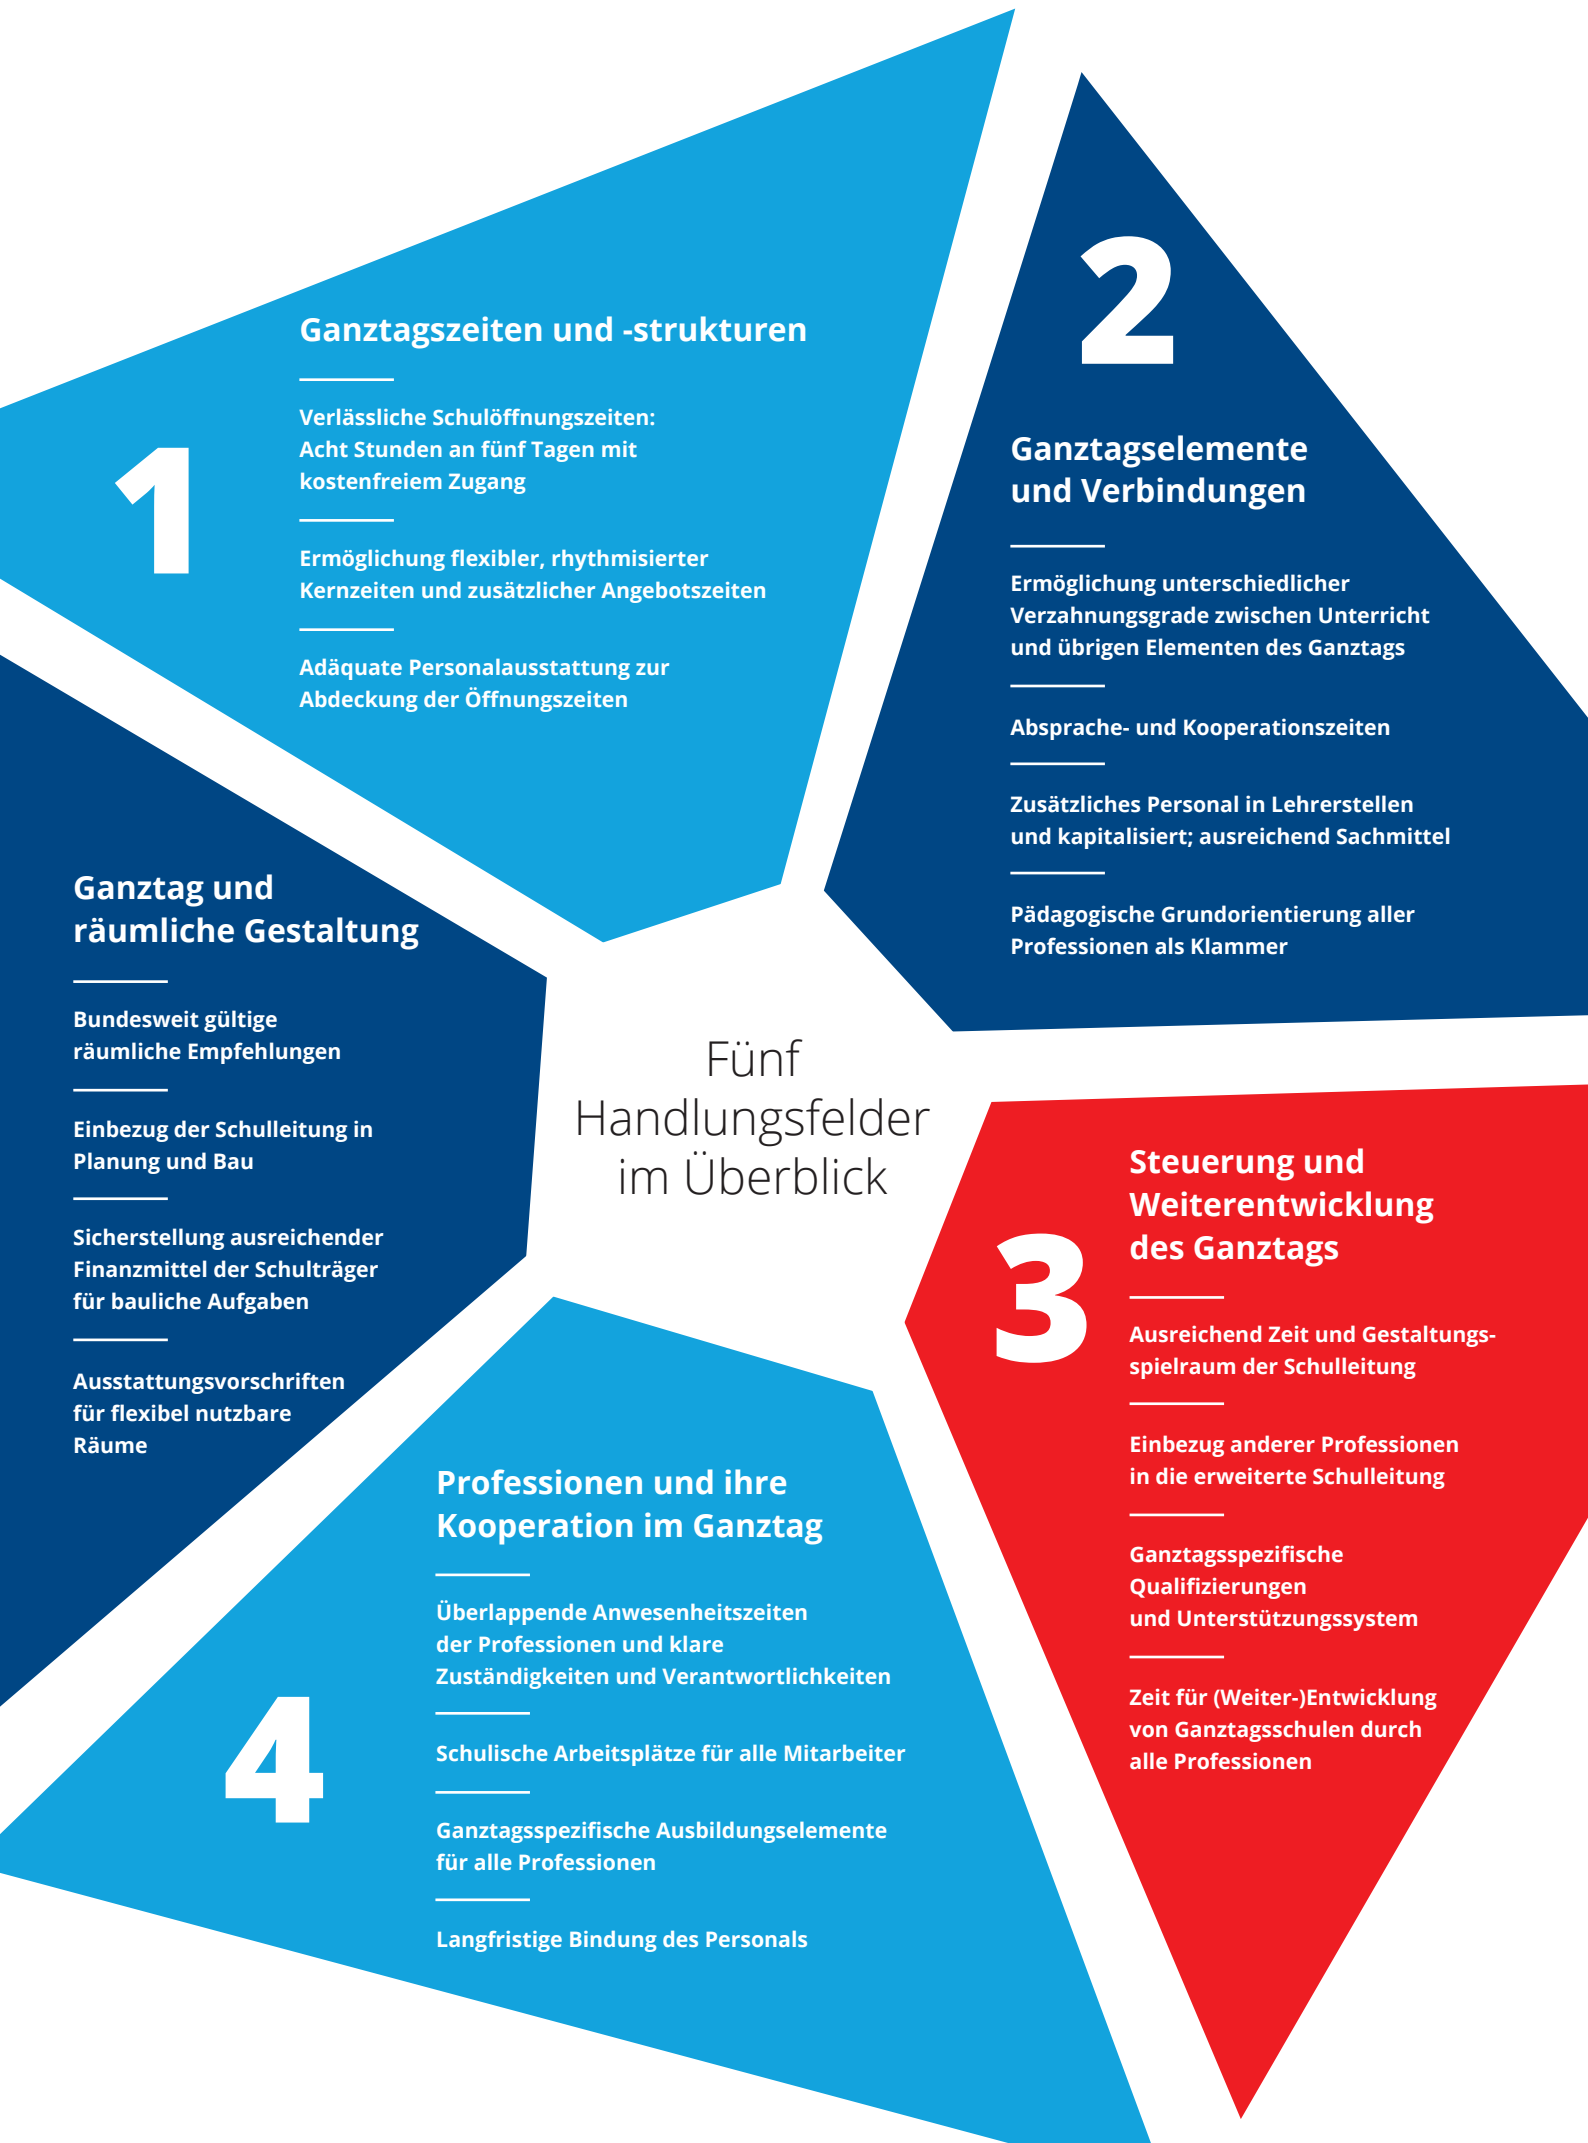 1
Ganztagszeiten und -strukturen
Verlässliche Schulöffnungszeiten:
Acht Stunden an fünf Tagen mit
kostenfreiem Zugang
Ermöglichung flexibler, rhythmisierter
Kernzeiten und zusätzlicher Angebotszeiten
Adäquate Personalausstattung zur
Abdeckung der Öffnungszeiten
2
Ganztagselemente
und Verbindungen
Ermöglichung unterschiedlicher
Verzahnungsgrade zwischen Unterricht
und übrigen Elementen des Ganztags
Absprache- und Kooperationszeiten
Zusätzliches Personal in Lehrerstellen
und kapitalisiert; ausreichend Sachmittel
Pädagogische Grundorientierung aller
Professionen als Klammer
Fünf
Handlungsfelder
im Überblick
3
Steuerung und
Weiterentwicklung
des Ganztags
Ausreichend Zeit und Gestaltungs-
spielraum der Schulleitung
Einbezug anderer Professionen
in die erweiterte Schulleitung
Ganztagsspezifische
Qualifizierungen
und Unterstützungssystem
Zeit für (Weiter-)Entwicklung
von Ganztagsschulen durch
alle Professionen
4
Professionen und ihre
Kooperation im Ganztag
Überlappende Anwesenheitszeiten
der Professionen und klare
Zuständigkeiten und Verantwortlichkeiten
Schulische Arbeitsplätze für alle Mitarbeiter
Ganztagsspezifische Ausbildungselemente
für alle Professionen
Langfristige Bindung des Personals
Ganztag und
räumliche Gestaltung
Bundesweit gültige
räumliche Empfehlungen
Einbezug der Schulleitung in
Planung und Bau
Sicherstellung ausreichender
Finanzmittel der Schulträger
für bauliche Aufgaben
Ausstattungsvorschriften
für flexibel nutzbare
Räume